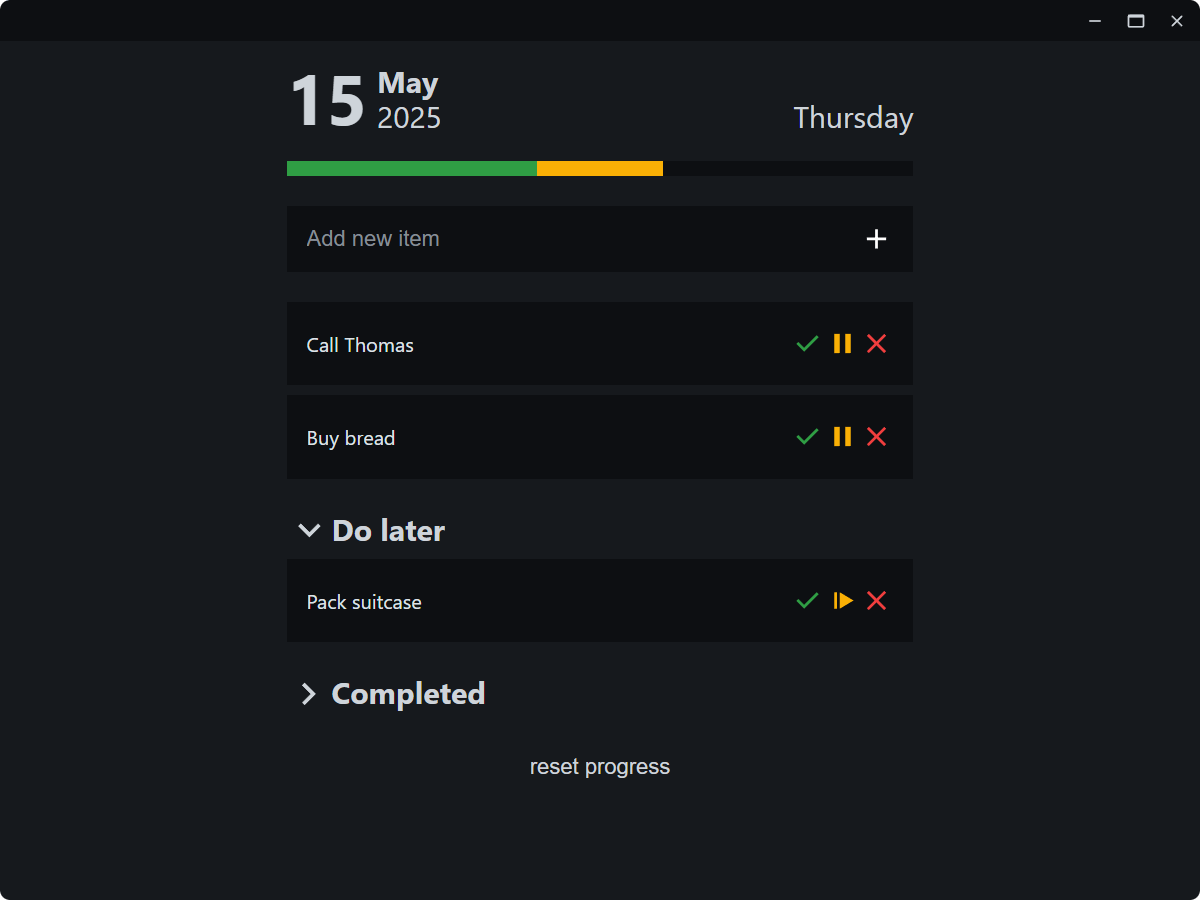 15
May
2025
Thursday
Add new item
Call Thomas
Buy bread
Do later
Pack suitcase
Completed
reset progress